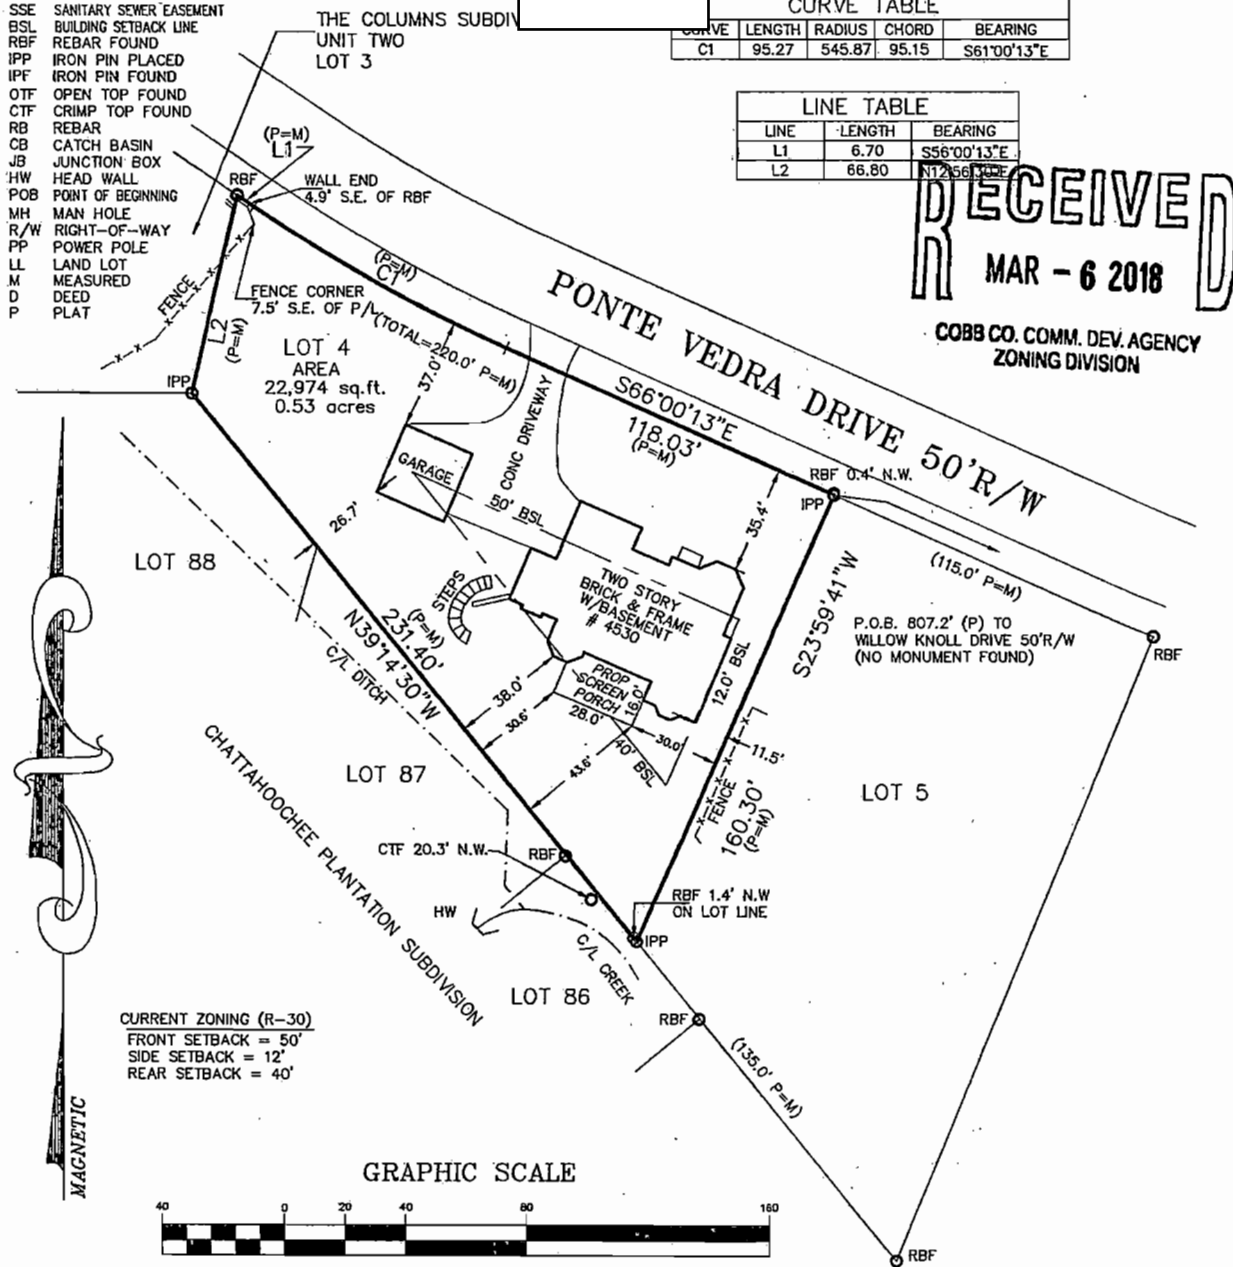 SSE SANITARY SEWER EASEMENT
BSL BUILDING SETBACK LINE
RBF REBAR FOUND
IPP IRON PIN PLACED
IPF IRON PIN FOUND
OTF OPEN TOP FOUND
CTF CRIMP TOP FOUND
RB REBAR
CB CATCH BASIN
JB JUNCTION BOX
HW HEAD WALL
POB POINT OF BEGINNING
MH MAN HOLE
R/W RIGHT-OF-WAY
PP POWER POLE
LL LAND LOT
M MEASURED
D DEED
P PLAT
THE COLUMNS
UNIT TWO
LOT 3
CURVE TABLE
CURVE LENGTH RADIUS CHORD BEARING
C1 95.27 545.87 95.15 S61°00'13"E
LINE TABLE
LINE LENGTH BEARING
L1 6.70 S56°00'13"E
L2 66.80 N12°56'30"E
RECEIVED
MAR - 6 2018
COBB CO. COMM. DEV. AGENCY
ZONING DIVISION
(P=M)
L1
RBF
WALL END
4.9' S.E. OF RBF
(P=M)
C1
FENCE
FENCE CORNER
7.5' S.E. OF P/L
(TOTAL=220.0' P=M)
L2
(P=M)
IPP
LOT 4
AREA
22,974 sq.ft.
0.53 acres
37.0'
PONTE VEDRA DRIVE 50'R/W
S66°00'13"E
118.03'
(P=M)
CONC DRIVEWAY
GARAGE
50' BSL
26.7'
RBF 0.4' N.W.
IPP
35.4'
(115.0' P=M)
RBF
LOT 88
STEPS
TWO STORY
BRICK & FRAME
W/BASEMENT
# 4530
S23°59'41"W
P.O.B. 807.2' (P) TO
WILLOW KNOLL DRIVE 50'R/W
(NO MONUMENT FOUND)
(P=M)
231.40'
N39°14'30"W
C/L DITCH
PROP
SCREEN
PORCH
16.0'
28.0'
12.0' BSL
38.0'
30.6'
43.6'
40' BSL
30.0'
11.5'
FENCE
160.30'
(P=M)
LOT 87
LOT 5
CHATTAHOOCHEE PLANTATION SUBDIVISION
CTF 20.3' N.W.
RBF
HW
RBF 1.4' N.W
ON LOT LINE
IPP
C/L CREEK
LOT 86
RBF
(135.0' P=M)
RBF
CURRENT ZONING (R-30)
FRONT SETBACK = 50'
SIDE SETBACK = 12'
REAR SETBACK = 40'
MAGNETIC
GRAPHIC SCALE
40 0 20 40 80 160